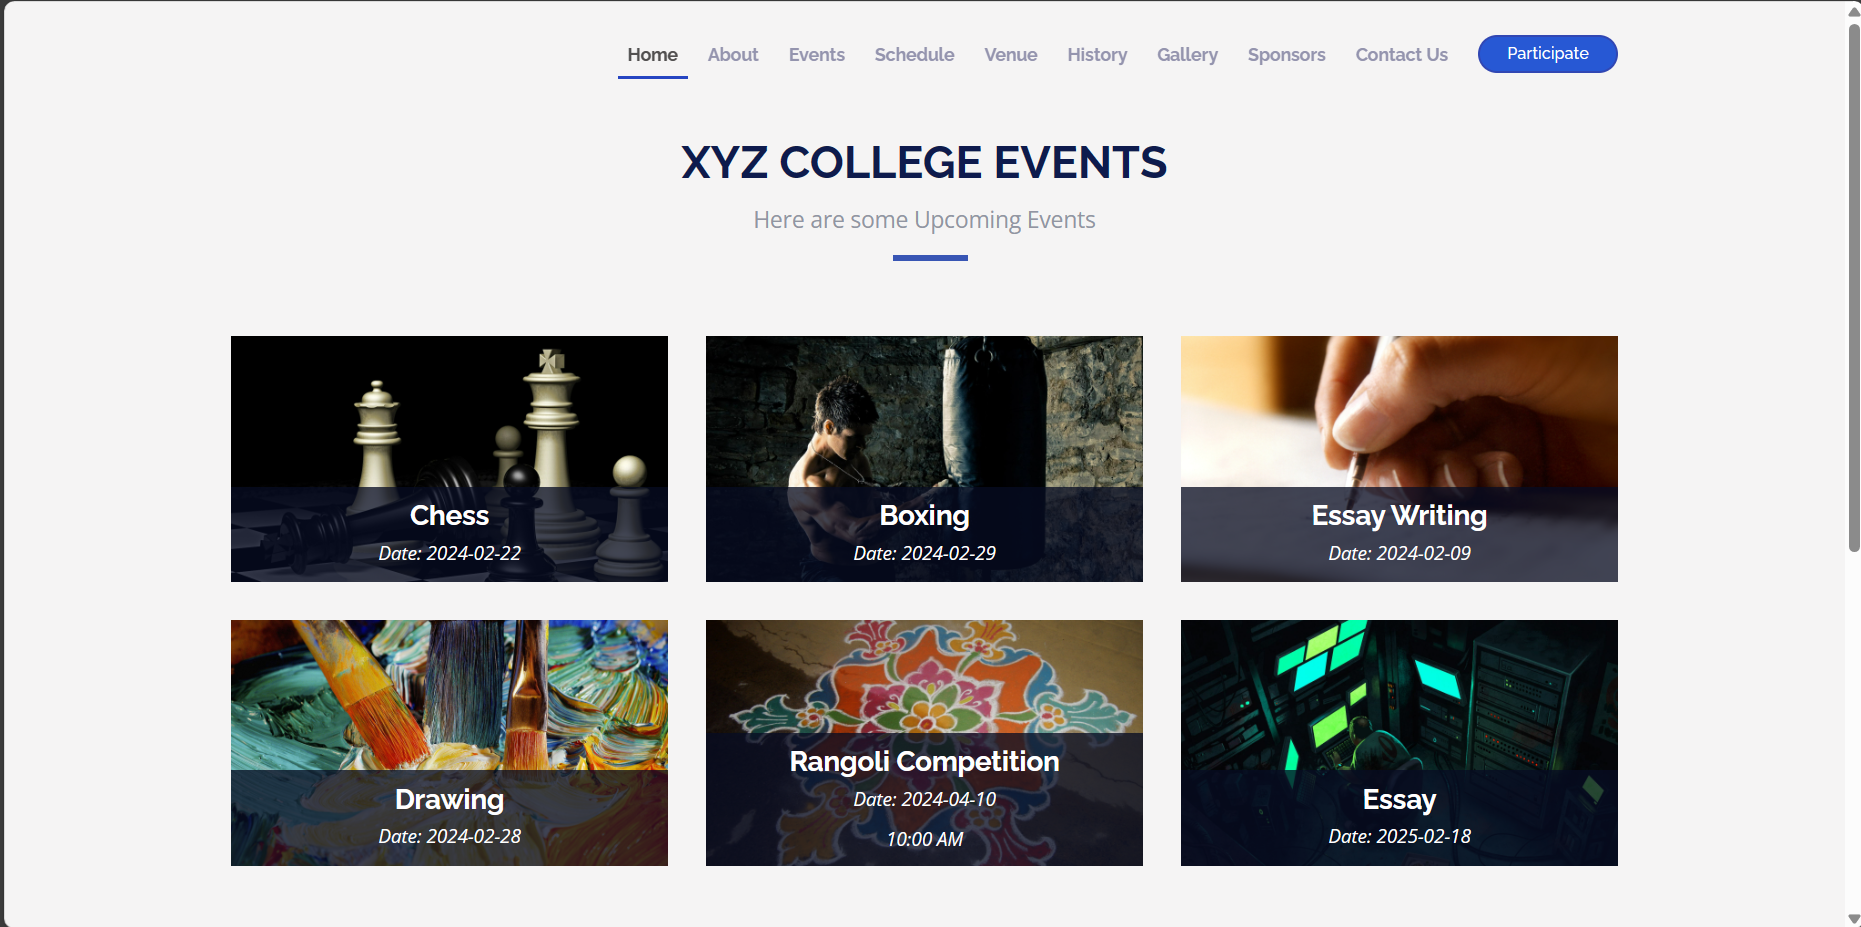 Home About Events Schedule Venue History Gallery Sponsors Contact Us Participate
XYZ COLLEGE EVENTS
Here are some Upcoming Events
Chess
Date: 2024-02-22
Boxing
Date: 2024-02-29
Essay Writing
Date: 2024-02-09
Drawing
Date: 2024-02-28
Rangoli Competition
Date: 2024-04-10
10:00 AM
Essay
Date: 2025-02-18